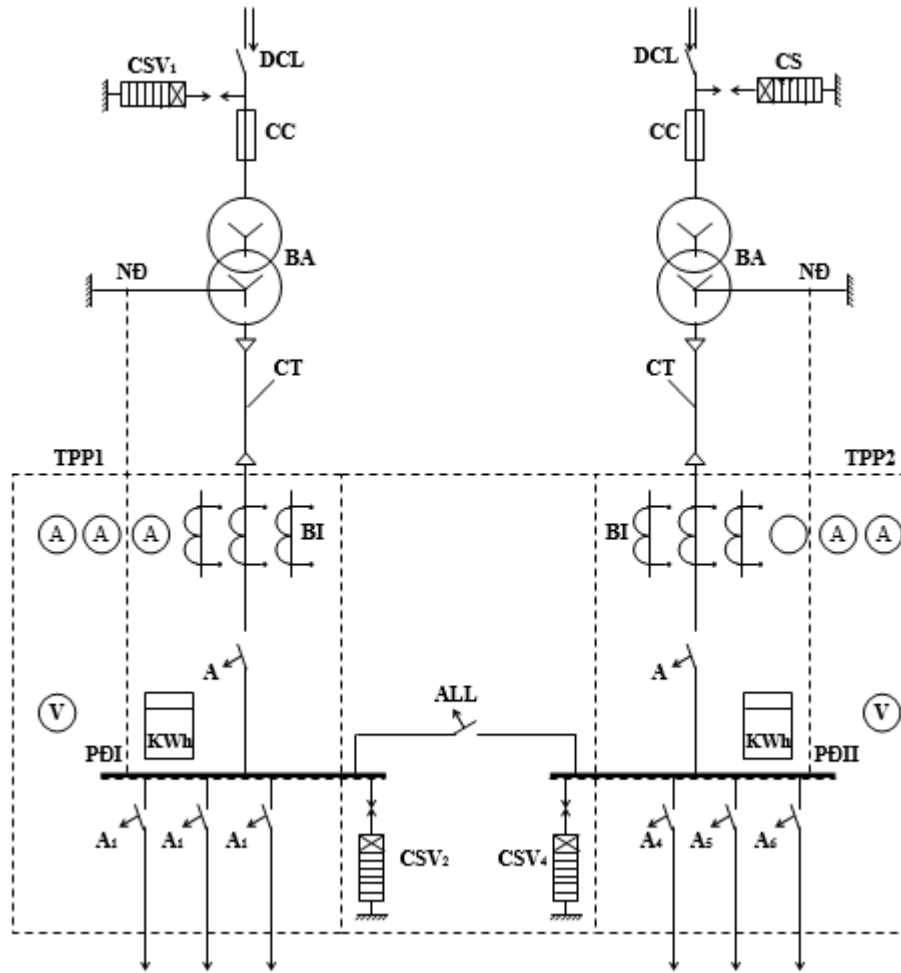 DCL
DCL
CSV₁
CS
CC
CC
BA
BA
NĐ
NĐ
CT
CT
TPP1
TPP2
A A A
BI
BI
A A
A
A
ALL
V
KWh
KWh
V
PĐI
PĐII
A₁
A₁
A₁
A₄
A₅
A₆
CSV₂
CSV₄